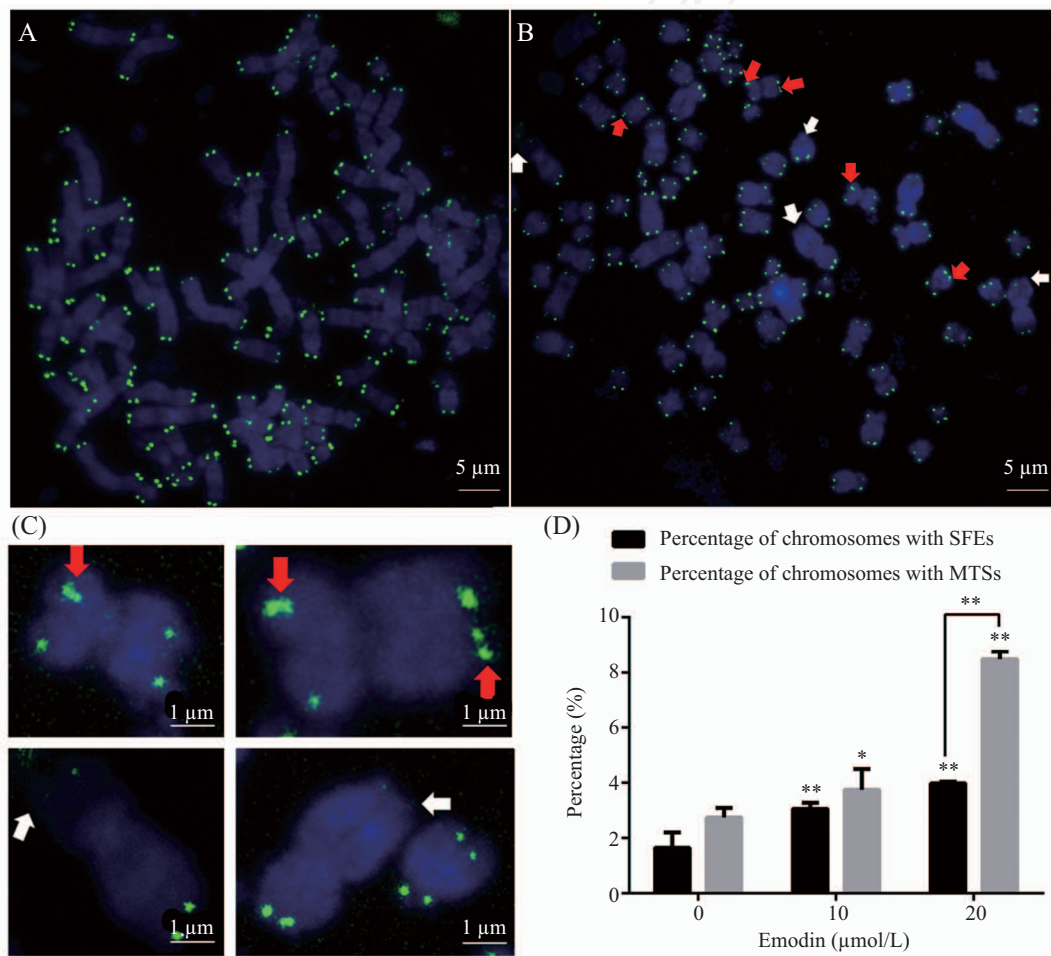 A
B
5 µm
5 µm
(C)
1 µm
1 µm
1 µm
1 µm
(D)
Percentage of chromosomes with SFEs
Percentage of chromosomes with MTSs
**
**
**
*
**
10
8
6
4
2
0
Percentage (%)
0
10
20
Emodin (µmol/L)